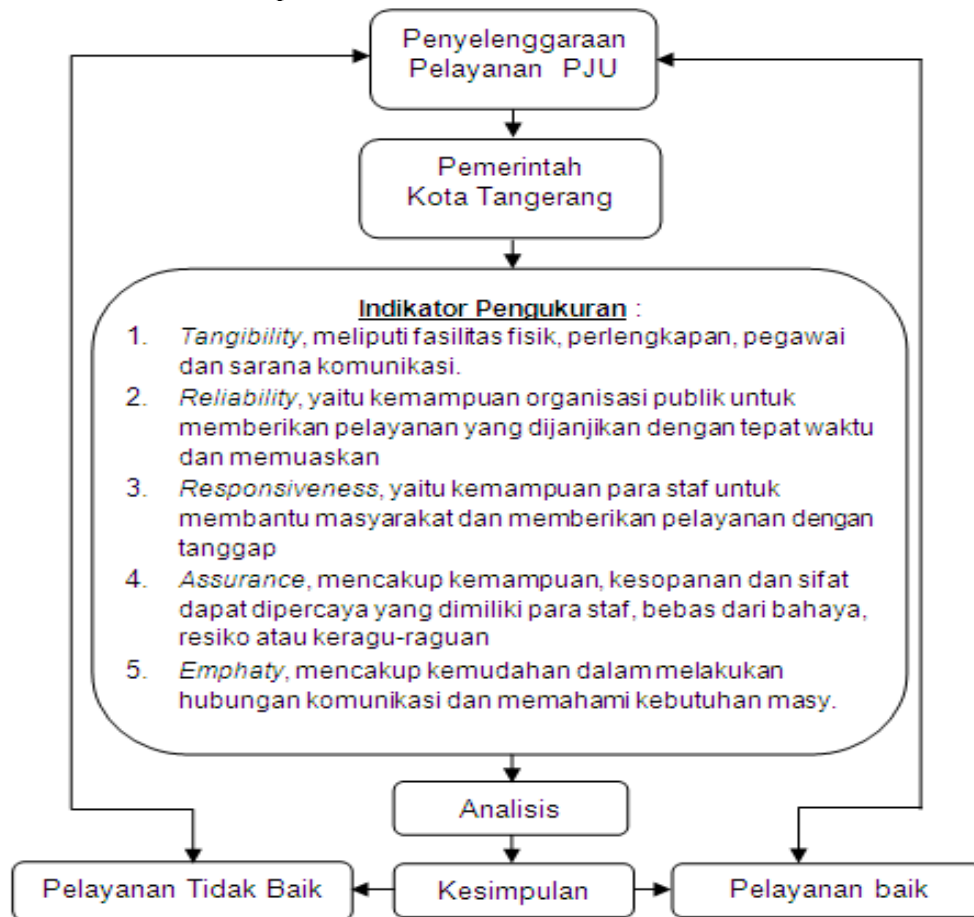 Penyelenggaraan
Pelayanan PJU
Pemerintah
Kota Tangerang
Indikator Pengukuran :
1. Tangibility, meliputi fasilitas fisik, perlengkapan, pegawai
dan sarana komunikasi.
2. Reliability, yaitu kemampuan organisasi publik untuk
memberikan pelayanan yang dijanjikan dengan tepat waktu
dan memuaskan
3. Responsiveness, yaitu kemampuan para staf untuk
membantu masyarakat dan memberikan pelayanan dengan
tanggap
4. Assurance, mencakup kemampuan, kesopanan dan sifat
dapat dipercaya yang dimiliki para staf, bebas dari bahaya,
resiko atau keragu-raguan
5. Emphaty, mencakup kemudahan dalam melakukan
hubungan komunikasi dan memahami kebutuhan masy.
Analisis
Pelayanan Tidak Baik
Kesimpulan
Pelayanan baik